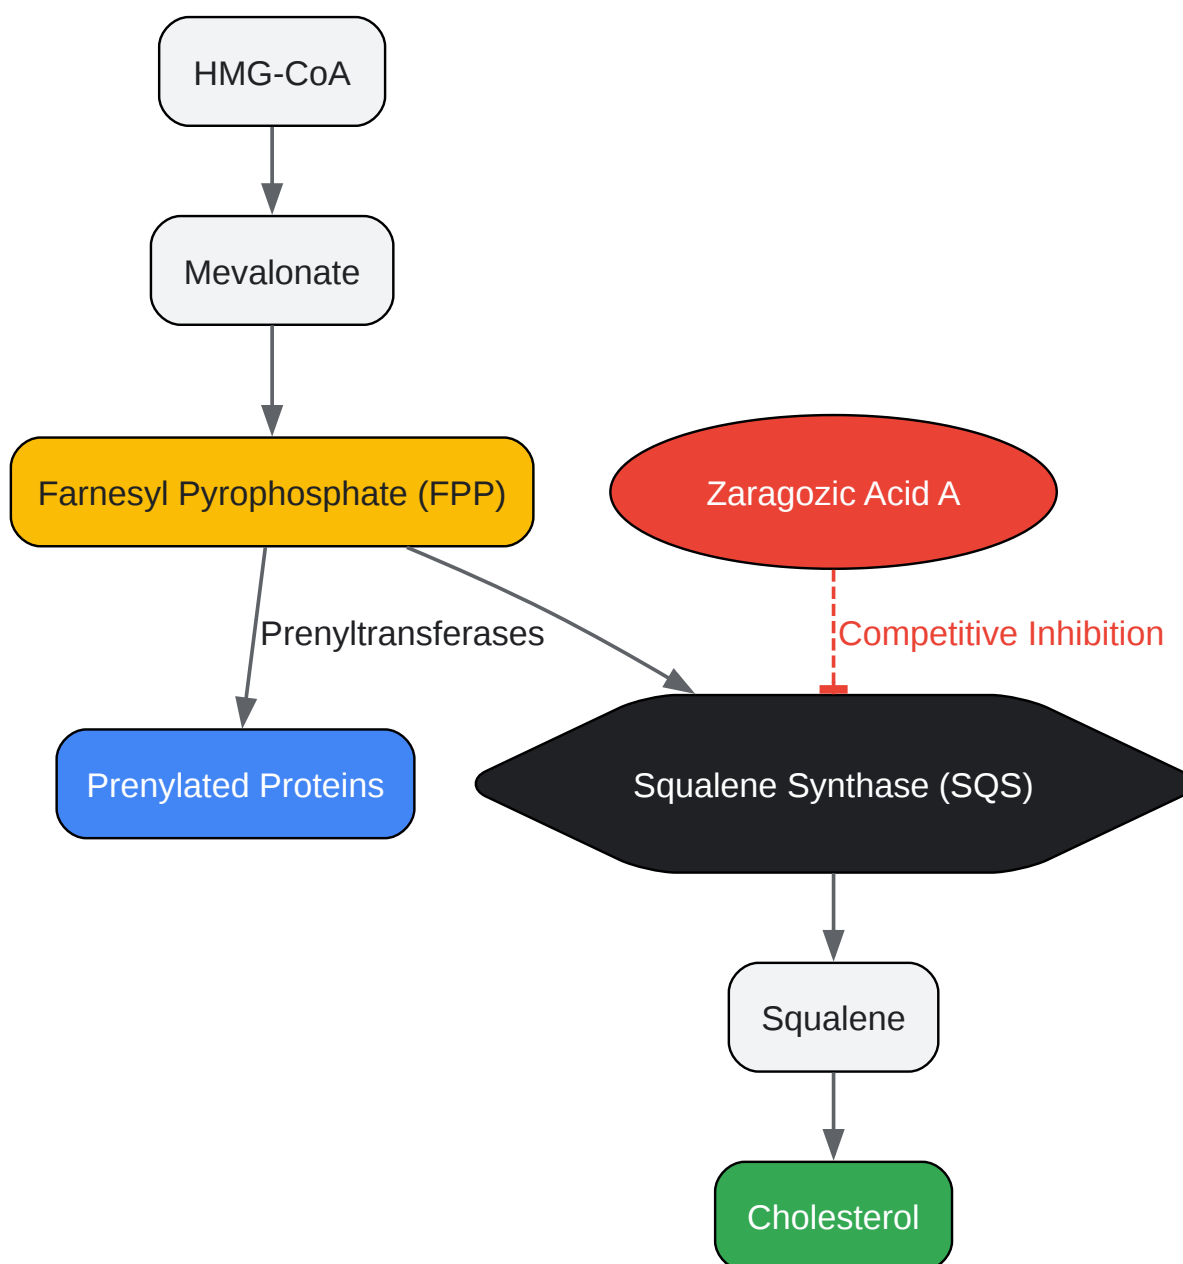 HMG-CoA
Mevalonate
Farnesyl Pyrophosphate (FPP)
Zaragozic Acid A
Prenyltransferases
Competitive Inhibition
Prenylated Proteins
Squalene Synthase (SQS)
Squalene
Cholesterol